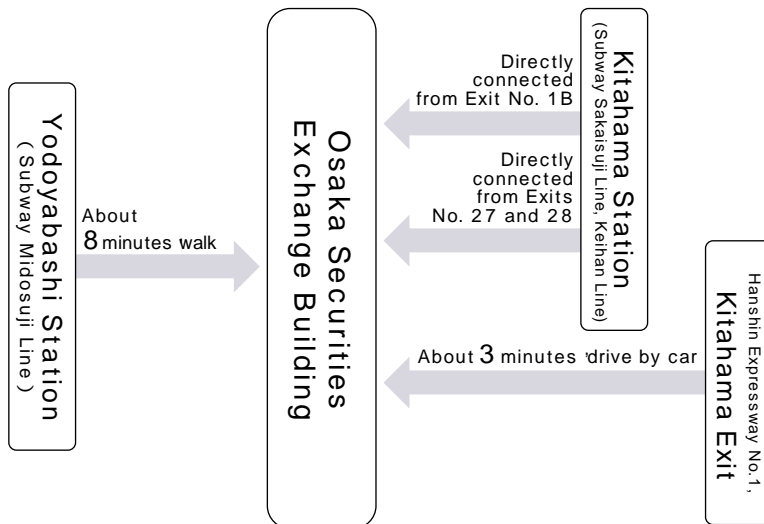 Yodoyabashi Station
(Subway Midosuji Line)
About
8 minutes walk
Osaka Securities
Exchange Building
Directly
connected
from Exit No. 1B
Directly
connected
from Exits
No. 27 and 28
Kitahama Station
(Subway Sakaisuji Line, Keihan Line)
About 3 minutes 'drive by car
Hanshin Expressway No.1,
Kitahama Exit